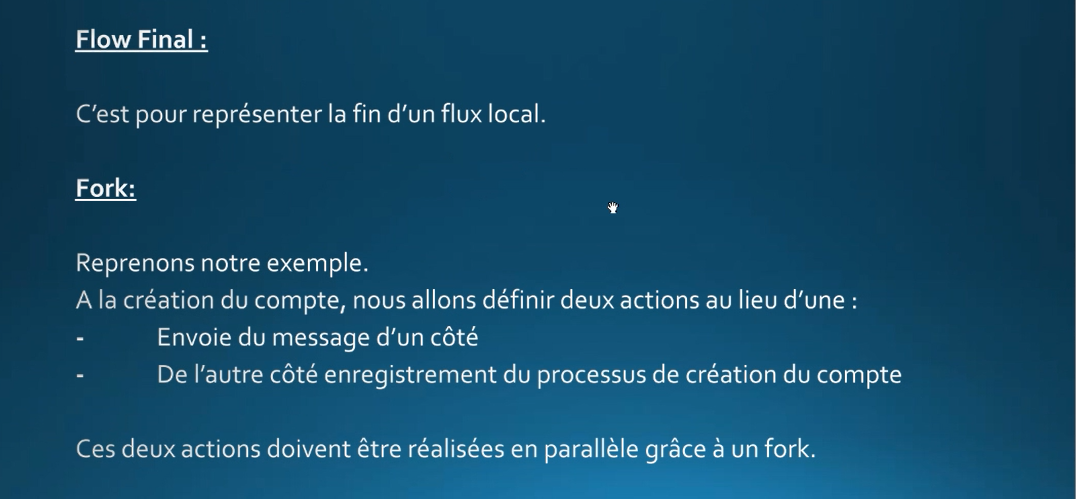 Flow Final :
C’est pour représenter la fin d’un flux local.
Fork:
Reprenons notre exemple.
A la création du compte, nous allons définir deux actions au lieu d’une :
- Envoie du message d’un côté
- De l’autre côté enregistrement du processus de création du compte
Ces deux actions doivent être réalisées en parallèle grâce à un fork.